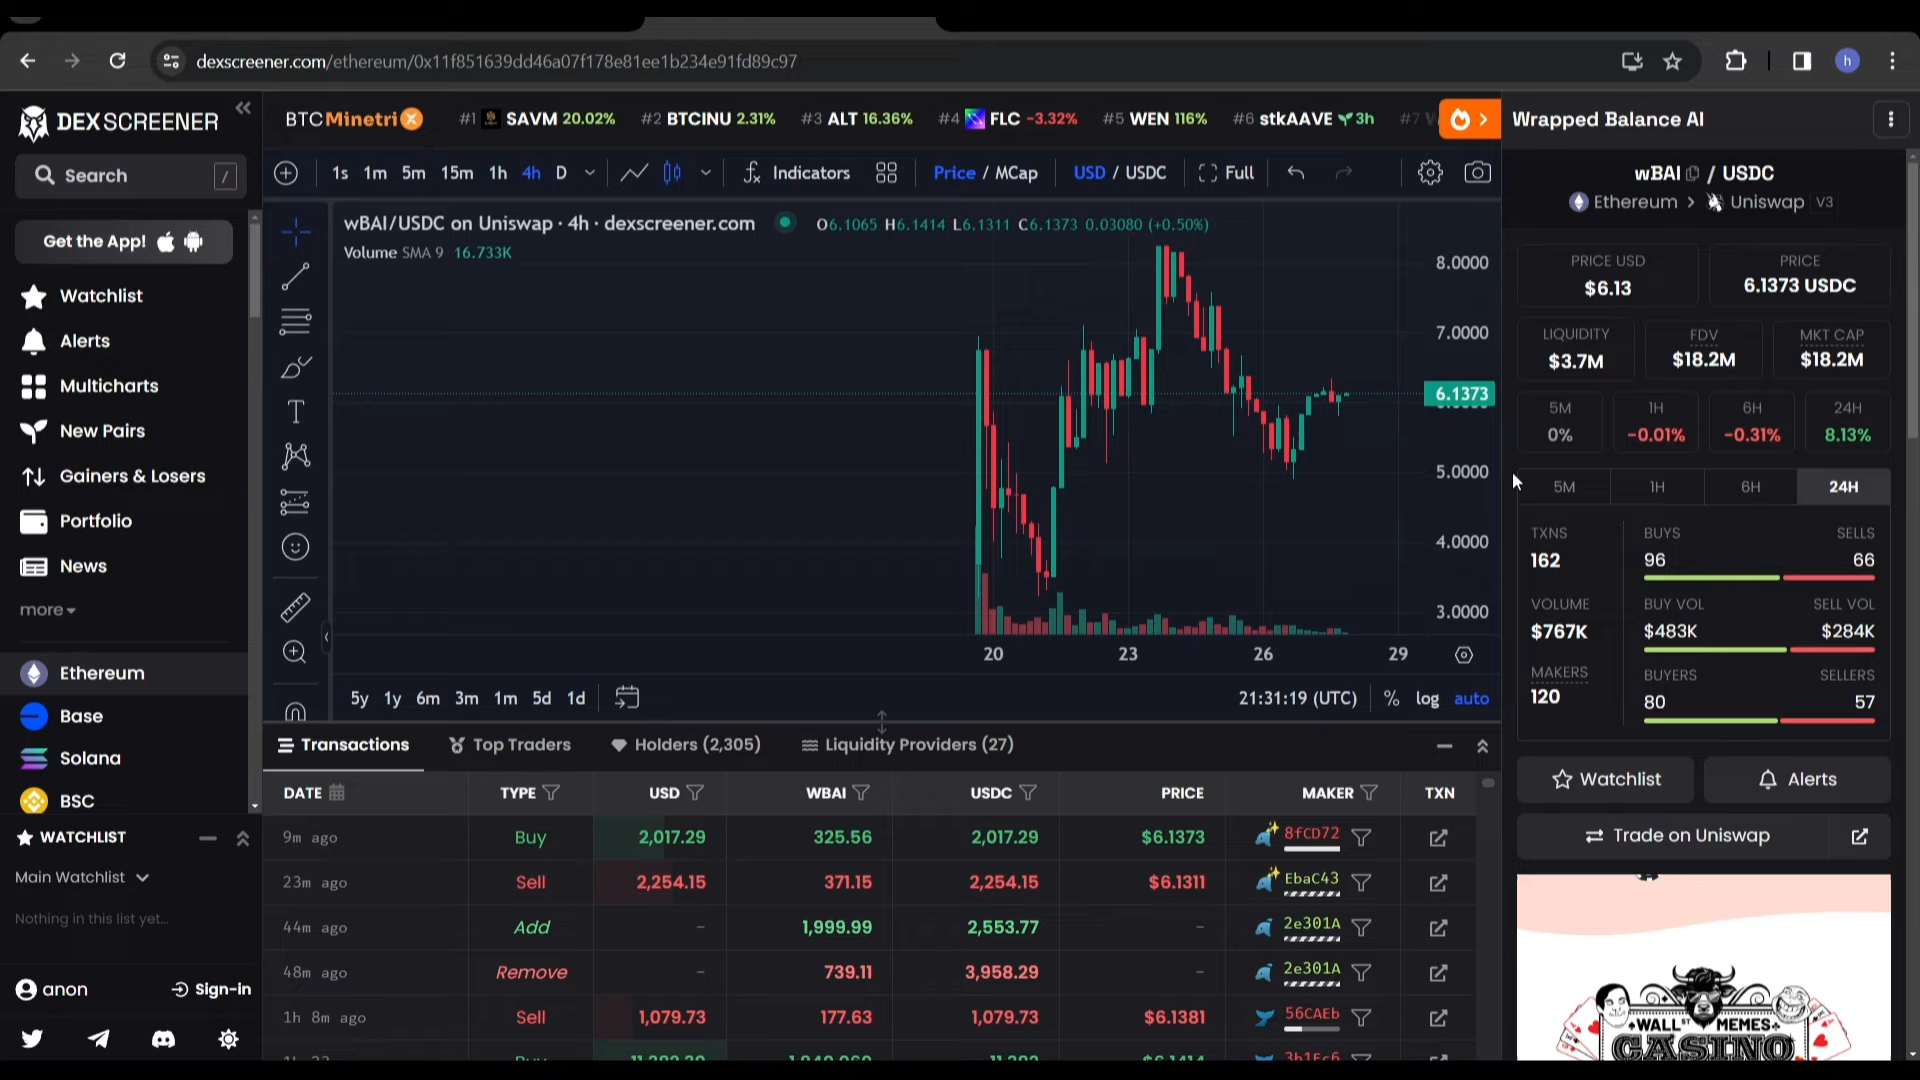 dexscreener.com/ethereum/0x11f851639dd46a07f178e81ee1b234e91fd89c97
h
DEX SCREENER
BTCMinetrix #1 SAVM 20.02% #2 BTCINU 2.31% #3 ALT 16.36% #4 FLC -3.32% #5 WEN 116% #6 stkAAVE 3h #7
Wrapped Balance AI
Search /
1s 1m 5m 15m 1h 4h D Indicators Price / MCap USD / USDC Full
wBAI / USDC
Ethereum > Uniswap V3
Get the App!
wBAI/USDC on Uniswap · 4h · dexscreener.com O6.1065 H6.1414 L6.1311 C6.1373 0.03080 (+0.50%)
Volume SMA 9 16.733K
8.0000
7.0000
6.1373
5.0000
4.0000
3.0000
20 23 26 29
5y 1y 6m 3m 1m 5d 1d 21:31:19 (UTC) % log auto
Watchlist
Alerts
Multicharts
New Pairs
Gainers & Losers
Portfolio
News
more
Ethereum
Base
Solana
BSC
WATCHLIST
Main Watchlist
Nothing in this list yet...
anon Sign-in
PRICE USD PRICE
$6.13 6.1373 USDC
LIQUIDITY FDV MKT CAP
$3.7M $18.2M $18.2M
5M 1H 6H 24H
0% -0.01% -0.31% 8.13%
5M 1H 6H 24H
TXNS BUYS SELLS
162 96 66
VOLUME BUY VOL SELL VOL
$767K $483K $284K
MAKERS BUYERS SELLERS
120 80 57
Watchlist Alerts
Trade on Uniswap
Transactions Top Traders Holders (2,305) Liquidity Providers (27)
DATE TYPE USD WBAI USDC PRICE MAKER TXN
9m ago Buy 2,017.29 325.56 2,017.29 $6.1373 8fCD72
23m ago Sell 2,254.15 371.15 2,254.15 $6.1311 EbaC43
44m ago Add - 1,999.99 2,553.77 - 2e301A
48m ago Remove - 739.11 3,958.29 - 2e301A
1h 8m ago Sell 1,079.73 177.63 1,079.73 $6.1381 56CAEb
WALL ST MEMES
CASINO